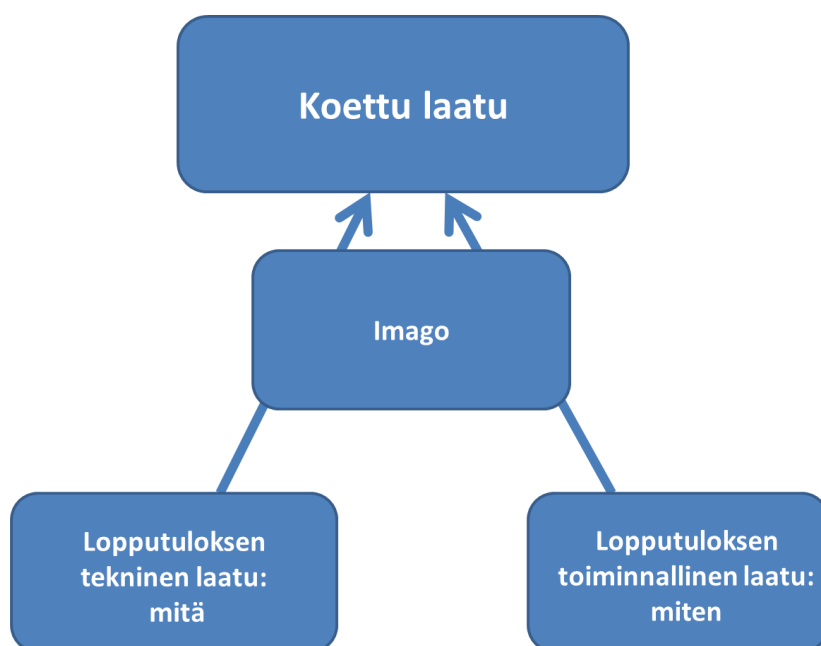 Koettu laatu
Imago
Lopputuloksen
tekninen laatu:
mitä
Lopputuloksen
toiminnallinen laatu:
miten